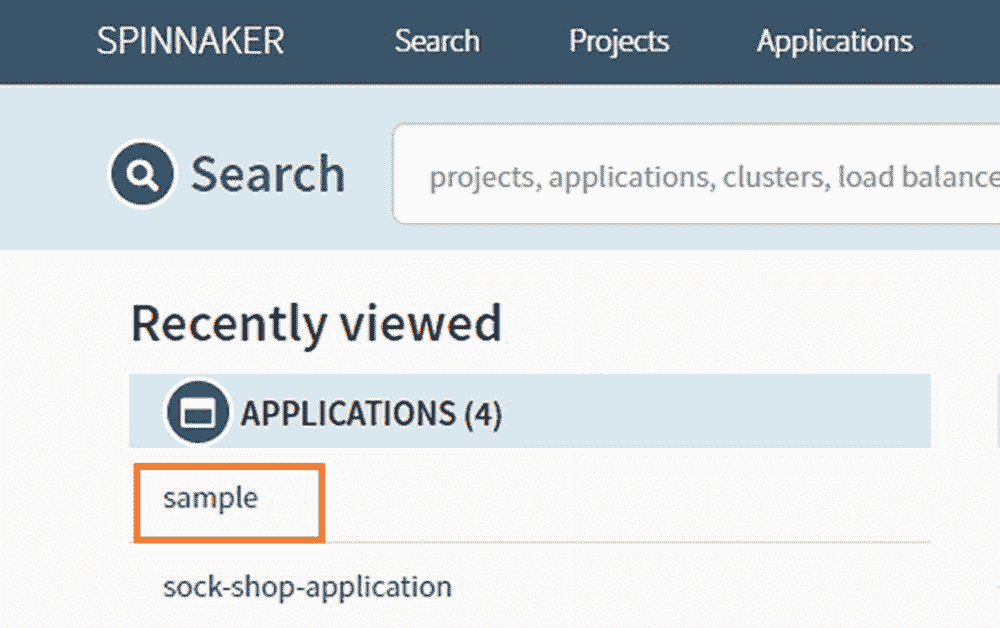 SPINNAKER Search Projects Applications
Search
projects, applications, clusters, load balance
Recently viewed
APPLICATIONS (4)
sample
sock-shop-application